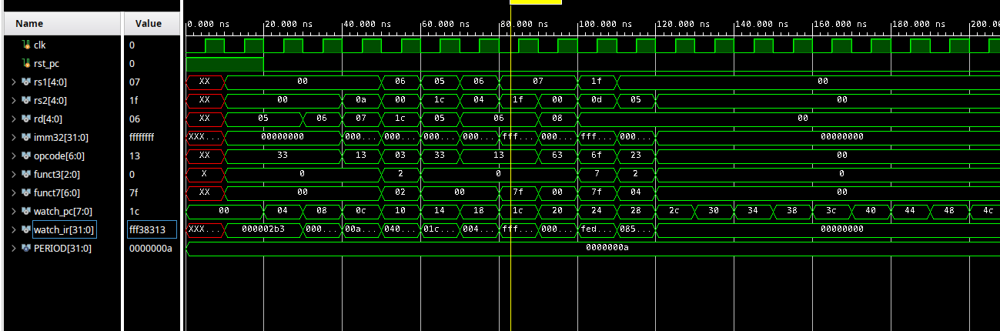 Name Value
0.000 ns 20.000 ns 40.000 ns 60.000 ns 80.000 ns 100.000 ns 120.000 ns 140.000 ns 160.000 ns 180.000 ns 200.0
clk 0
rst_pc 0
rs1[4:0] 07 XX 00 06 05 06 07 1f 00
rs2[4:0] 1f XX 00 0a 00 1c 04 1f 00 0d 05 00
rd[4:0] 06 XX 05 06 07 1c 05 06 08 00
imm32[31:0] ffffffff XXX... 00000000 000... 000... 000... 000... fff... 000... fff... 000... 00000000
opcode[6:0] 13 XX 33 13 03 33 13 63 6f 23 00
funct3[2:0] 0 X 0 2 0 7 2 0
funct7[6:0] 7f XX 00 02 00 7f 00 7f 04 00
watch_pc[7:0] 1c 00 04 08 0c 10 14 18 1c 20 24 28 2c 30 34 38 3c 40 44 48 4c
watch_ir[31:0] fff38313 XXX... 000002b3 000... 00a... 040... 01c... 004... fff... 000... fed... 085... 00000000
PERIOD[31:0] 0000000a 0000000a